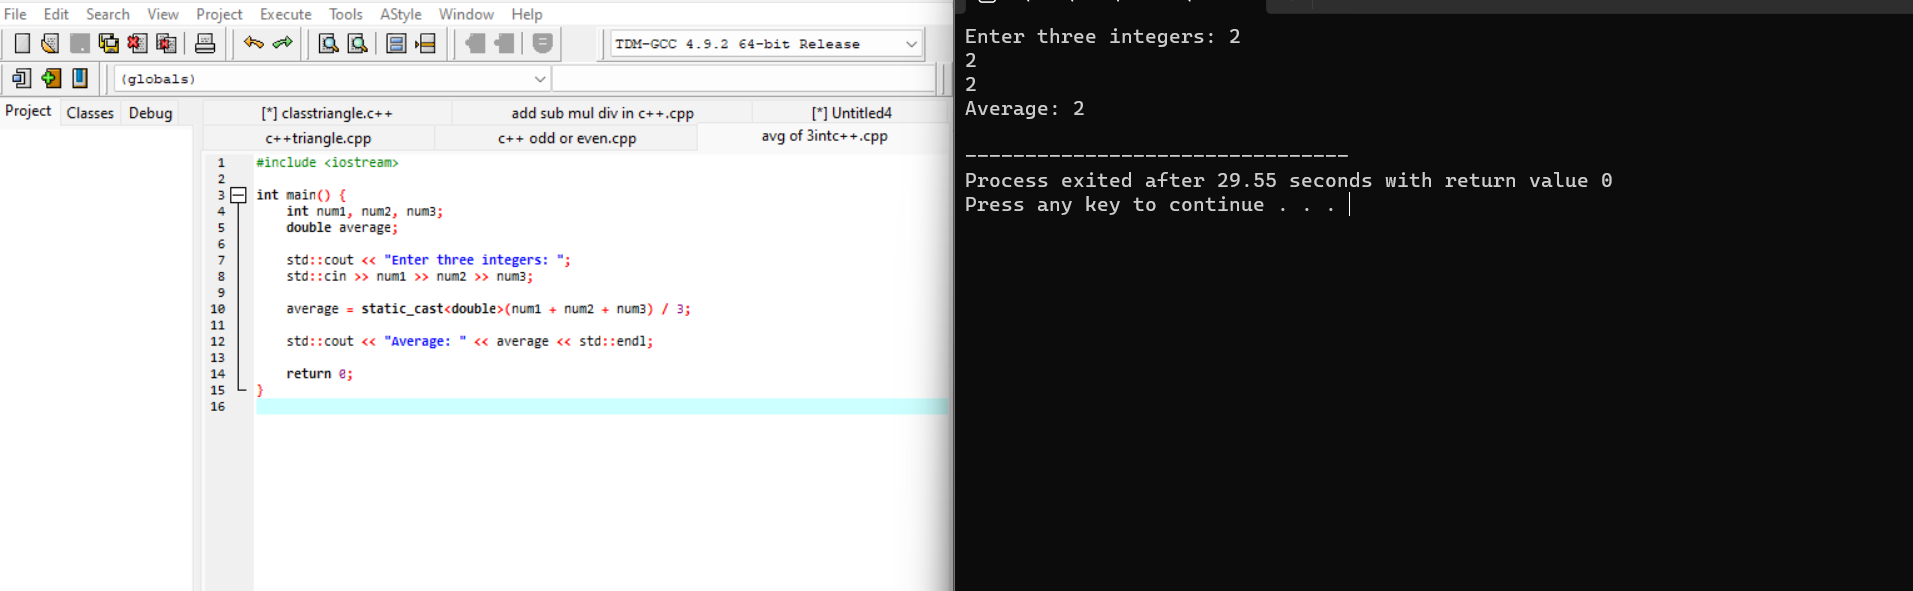 File Edit Search View Project Execute Tools AStyle Window Help
TDM-GCC 4.9.2 64-bit Release
(globals)
Project Classes Debug
[*] classtriangle.c++ add sub mul div in c++.cpp [*] Untitled4
c++triangle.cpp c++ odd or even.cpp avg of 3intc++.cpp
1 #include <iostream>
2
3 int main() {
4 int num1, num2, num3;
5 double average;
6
7 std::cout << "Enter three integers: ";
8 std::cin >> num1 >> num2 >> num3;
9
10 average = static_cast<double>(num1 + num2 + num3) / 3;
11
12 std::cout << "Average: " << average << std::endl;
13
14 return 0;
15 }
16
Enter three integers: 2
2
2
Average: 2
--------------------------------
Process exited after 29.55 seconds with return value 0
Press any key to continue . . .